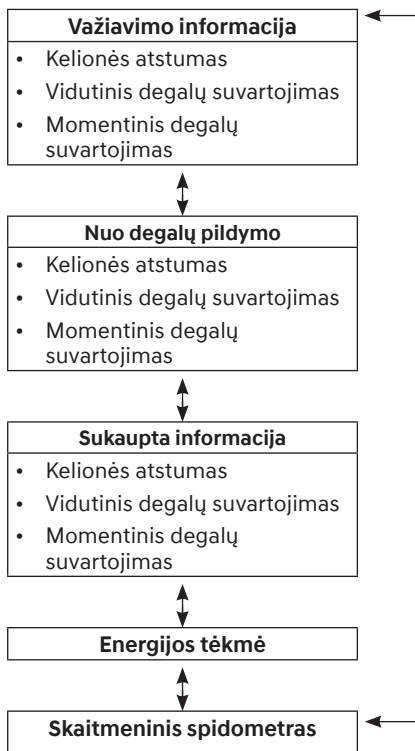 Važiavimo informacija
• Kelionės atstumas
• Vidutinis degalų suvartojimas
• Momentinis degalų
suvartojimas
Nuo degalų pildymo
• Kelionės atstumas
• Vidutinis degalų suvartojimas
• Momentinis degalų
suvartojimas
Sukaupta informacija
• Kelionės atstumas
• Vidutinis degalų suvartojimas
• Momentinis degalų
suvartojimas
Energijos tėkmė
Skaitmeninis spidometras